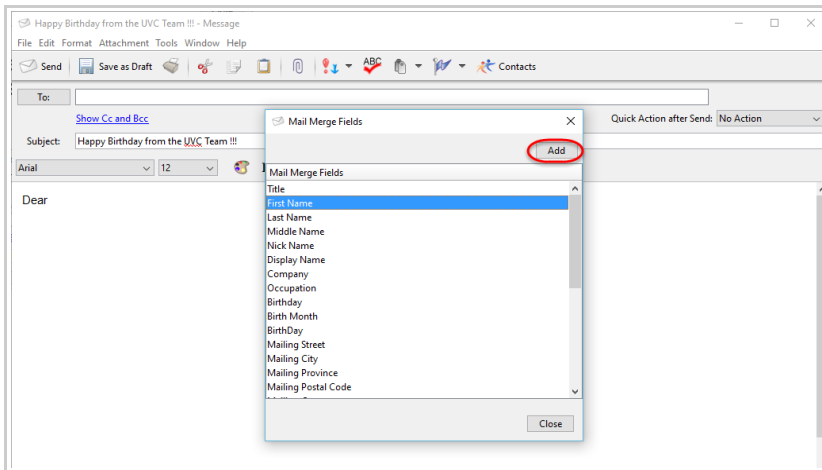 Happy Birthday from the UVC Team !!! - Message
File Edit Format Attachment Tools Window Help
Send Save as Draft ABC Contacts
To:
Show Cc and Bcc
Quick Action after Send: No Action
Subject: Happy Birthday from the UVC Team !!!
Arial 12
Dear
Mail Merge Fields
Add
Mail Merge Fields
Title
First Name
Last Name
Middle Name
Nick Name
Display Name
Company
Occupation
Birthday
Birth Month
BirthDay
Mailing Street
Mailing City
Mailing Province
Mailing Postal Code
Close